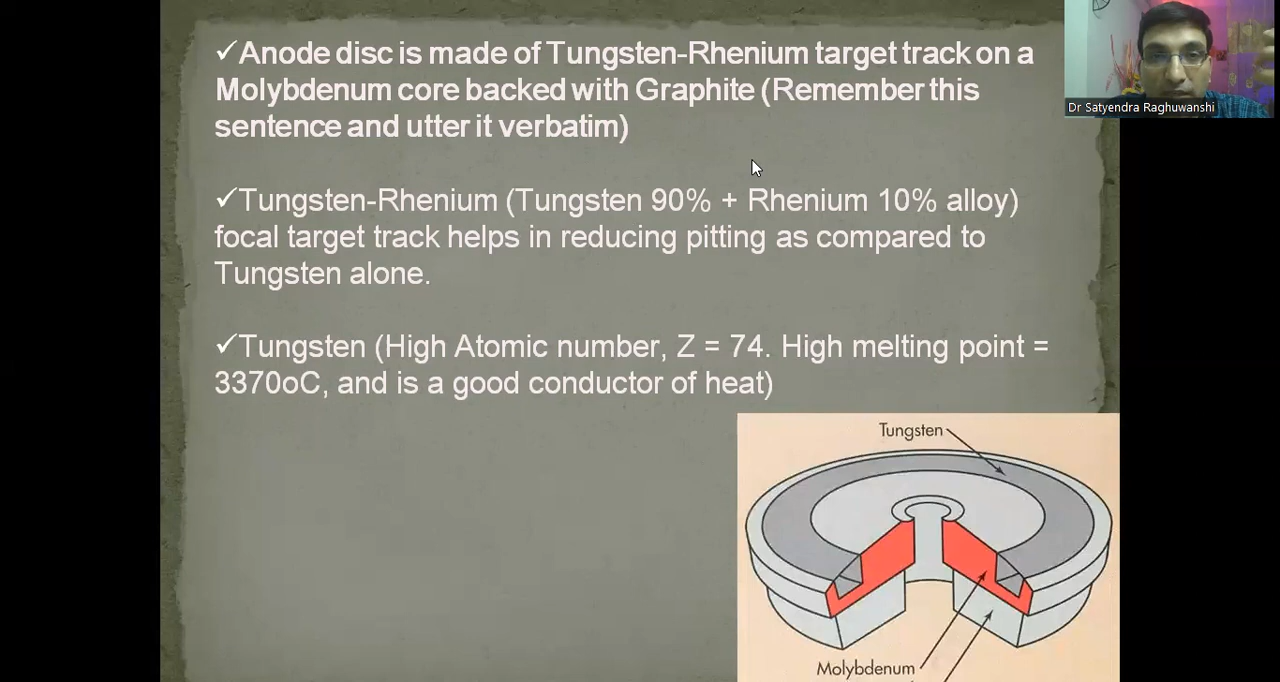 ✓Anode disc is made of Tungsten-Rhenium target track on a
Molybdenum core backed with Graphite (Remember this
sentence and utter it verbatim)
✓Tungsten-Rhenium (Tungsten 90% + Rhenium 10% alloy)
focal target track helps in reducing pitting as compared to
Tungsten alone.
✓Tungsten (High Atomic number, Z = 74. High melting point =
3370oC, and is a good conductor of heat)
Dr Satyendra Raghuwanshi
Tungsten
Molybdenum